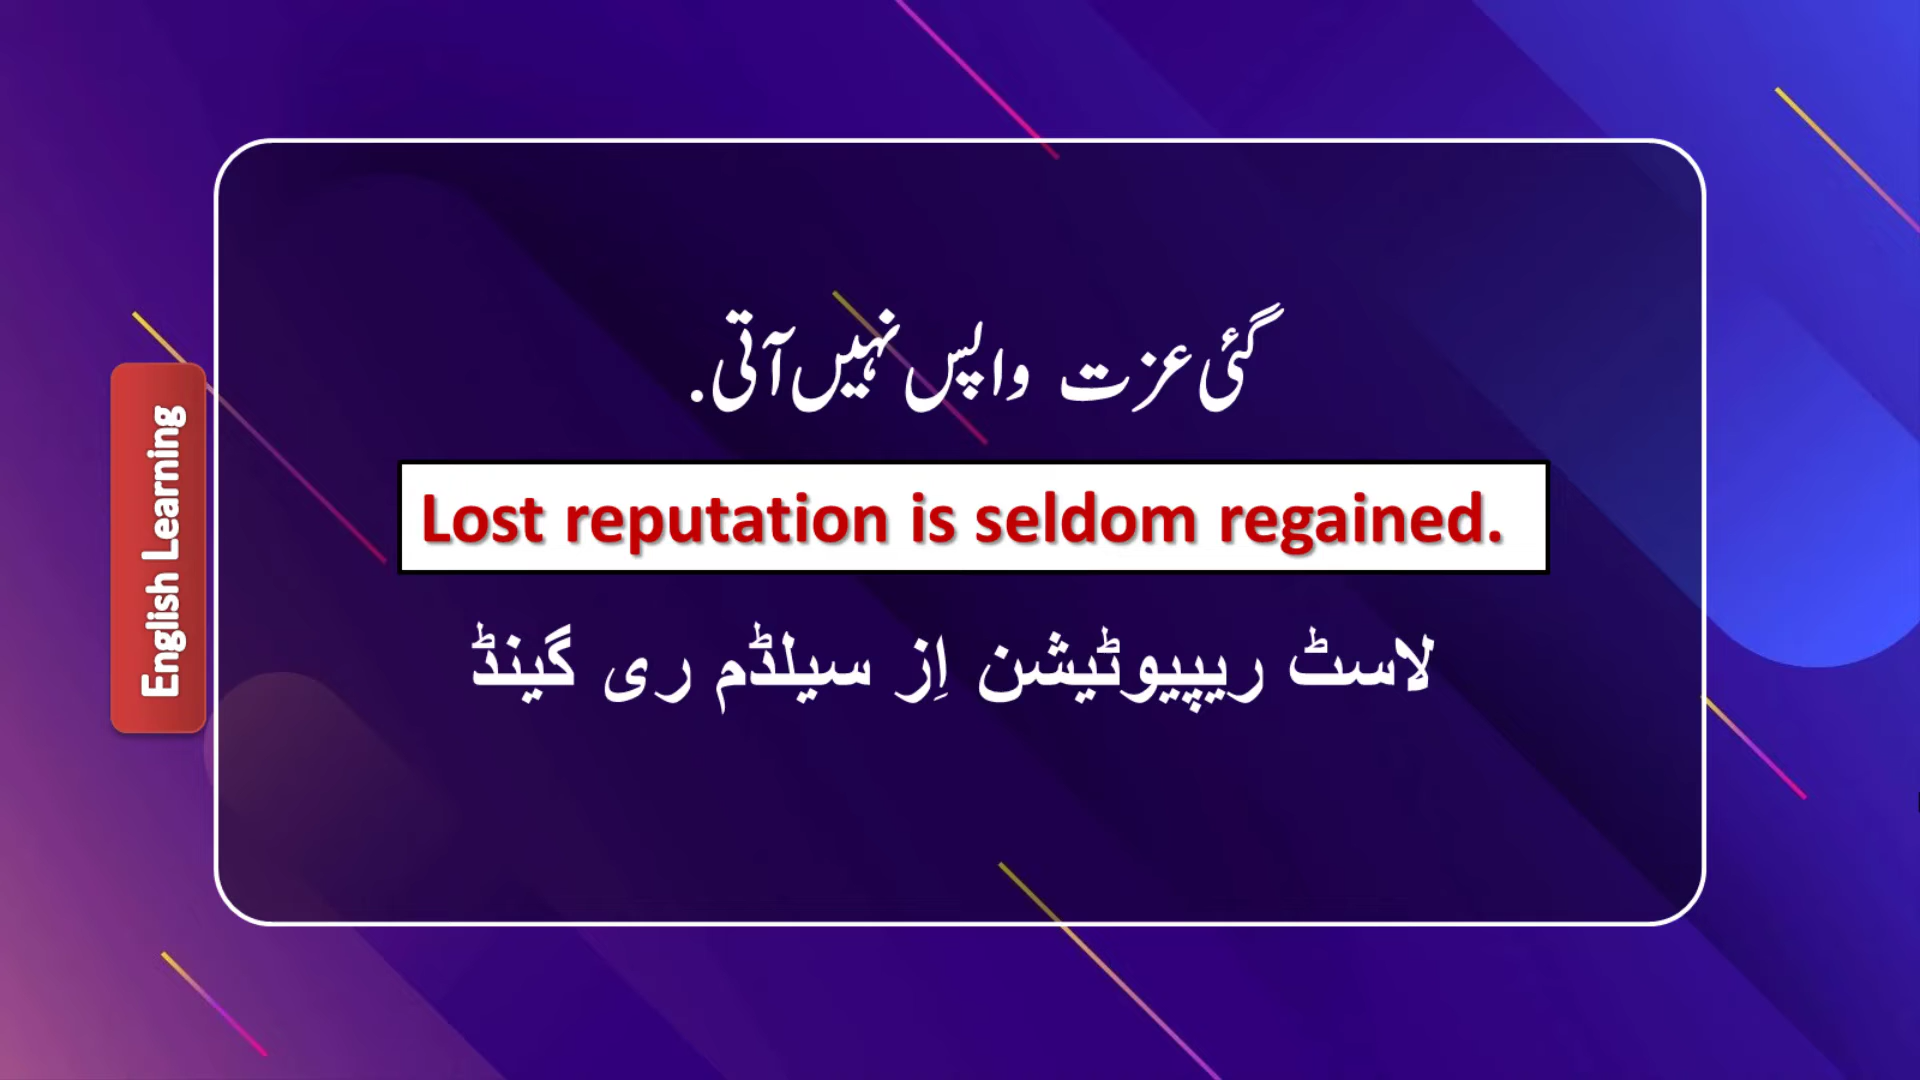 گئی عزت واپس نہیں آتی.
Lost reputation is seldom regained.
لاسٹ ریپیوٹیشن اِز سیلڈم ری گینڈ
English Learning